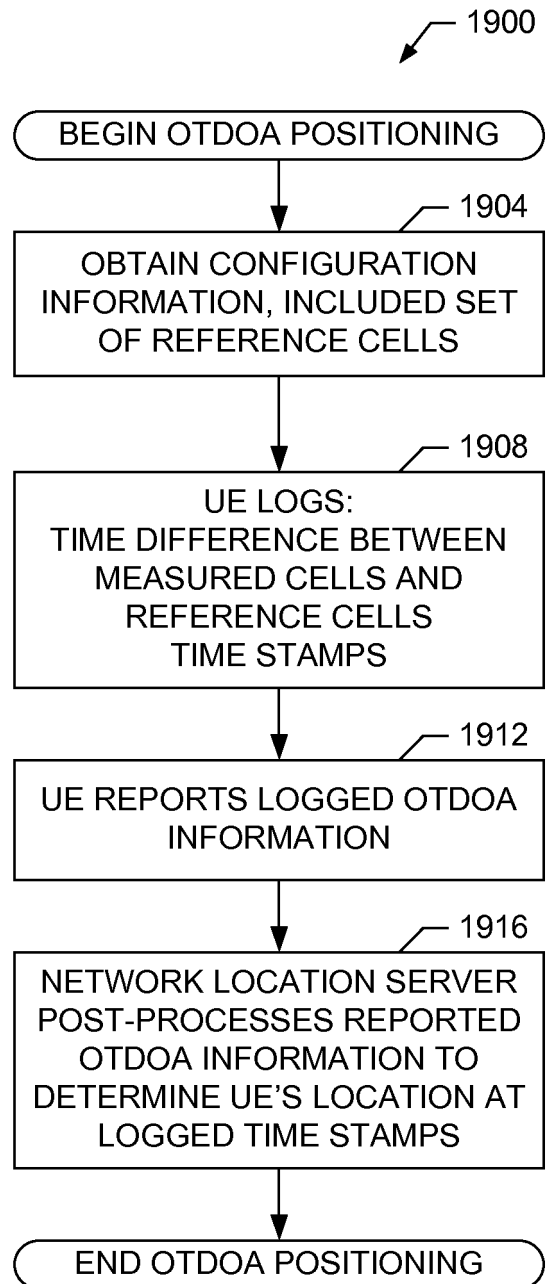 1900
BEGIN OTDOA POSITIONING
1904
OBTAIN CONFIGURATION
INFORMATION, INCLUDED SET
OF REFERENCE CELLS
1908
UE LOGS:
TIME DIFFERENCE BETWEEN
MEASURED CELLS AND
REFERENCE CELLS
TIME STAMPS
1912
UE REPORTS LOGGED OTDOA
INFORMATION
1916
NETWORK LOCATION SERVER
POST-PROCESSES REPORTED
OTDOA INFORMATION TO
DETERMINE UE'S LOCATION AT
LOGGED TIME STAMPS
END OTDOA POSITIONING